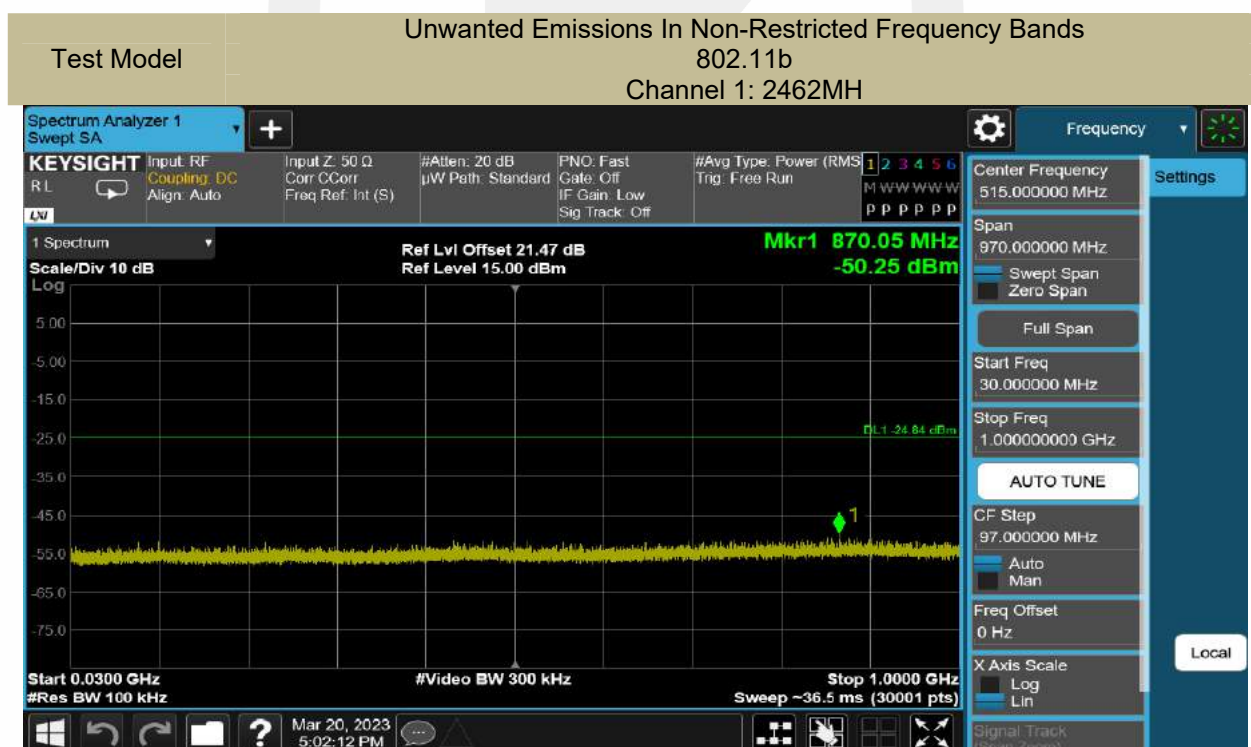 Test Model
Unwanted Emissions In Non-Restricted Frequency Bands
802.11b
Channel 1: 2462MH
Spectrum Analyzer 1
Swept SA
+
Frequency
KEYSIGHT
RL
LXI
Input: RF
Coupling: DC
Align: Auto
Input Z: 50 Ω
Corr CCorr
Freq Ref: Int (S)
#Atten: 20 dB
µW Path: Standard
PNO: Fast
Gate: Off
IF Gain: Low
Sig Track: Off
#Avg Type: Power (RMS
Trig: Free Run
1 2 3 4 5 6
M W W W W W
P P P P P P
1 Spectrum
Scale/Div 10 dB
Log
Ref Lvl Offset 21.47 dB
Ref Level 15.00 dBm
Mkr1 870.05 MHz
-50.25 dBm
5.00
-5.00
-15.0
-25.0
DL1 -24.84 dBm
-35.0
-45.0
1
-55.0
-65.0
-75.0
Start 0.0300 GHz
#Res BW 100 kHz
#Video BW 300 kHz
Stop 1.0000 GHz
Sweep ~36.5 ms (30001 pts)
Center Frequency
515.000000 MHz
Settings
Span
970.000000 MHz
Swept Span
Zero Span
Full Span
Start Freq
30.000000 MHz
Stop Freq
1.000000000 GHz
AUTO TUNE
CF Step
97.000000 MHz
Auto
Man
Freq Offset
0 Hz
X Axis Scale
Log
Lin
Local
Signal Track
(Span Zoom)
?
Mar 20, 2023
5:02:12 PM